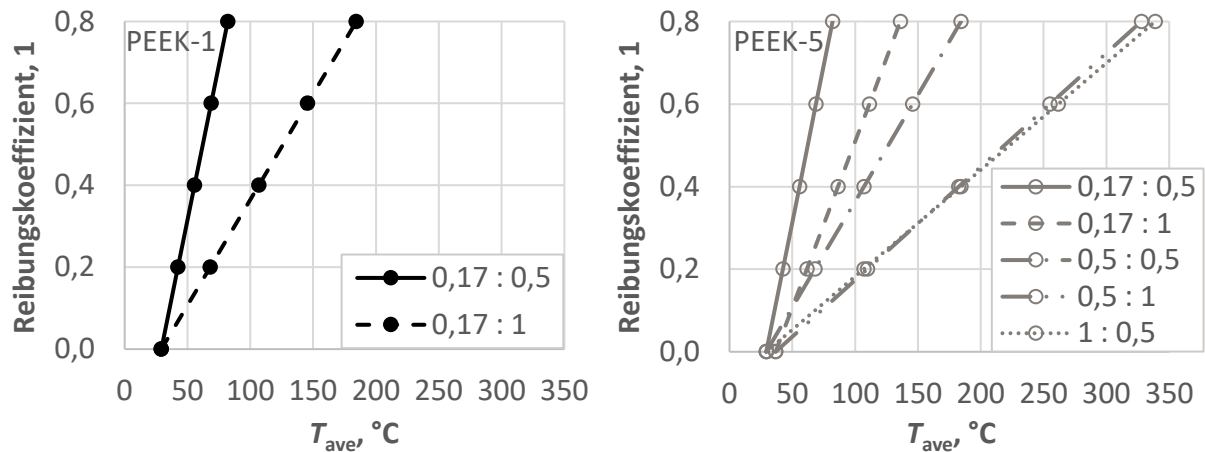 PEEK-1
Reibungskoeffizient, 1
0,8
0,6
0,4
0,2
0,0
0 50 100 150 200 250 300 350
T_ave, °C
0,17 : 0,5
0,17 : 1
PEEK-5
Reibungskoeffizient, 1
0,8
0,6
0,4
0,2
0,0
0 50 100 150 200 250 300 350
T_ave, °C
0,17 : 0,5
0,17 : 1
0,5 : 0,5
0,5 : 1
1 : 0,5